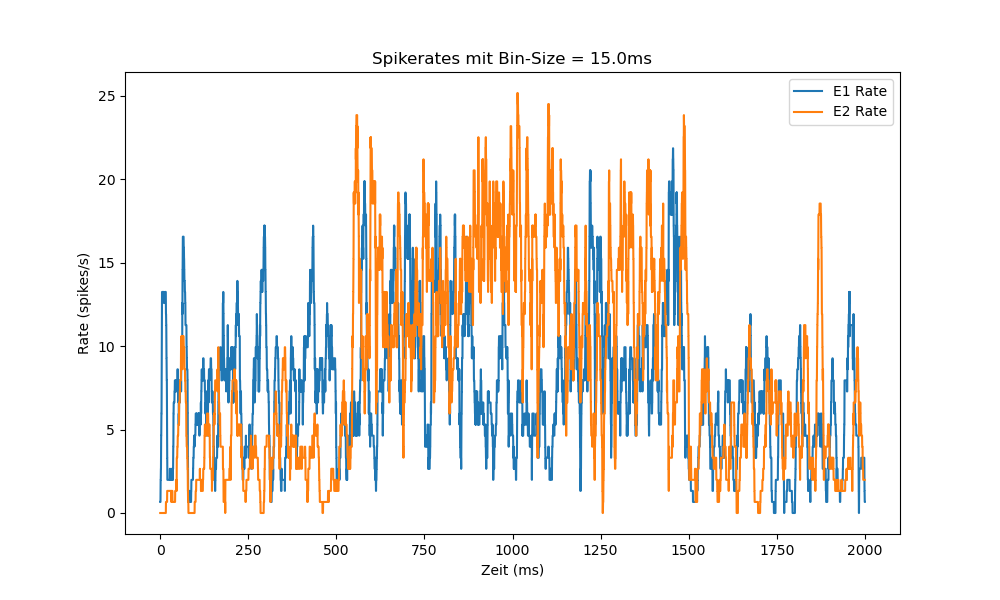 Spikerates mit Bin-Size = 15.0ms
E1 Rate
E2 Rate
Rate (spikes/s)
25
20
15
10
5
0
0 250 500 750 1000 1250 1500 1750 2000
Zeit (ms)